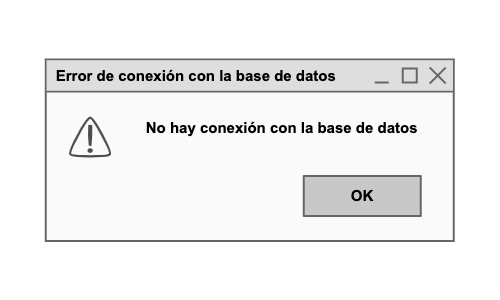 Error de conexión con la base de datos
No hay conexión con la base de datos
OK